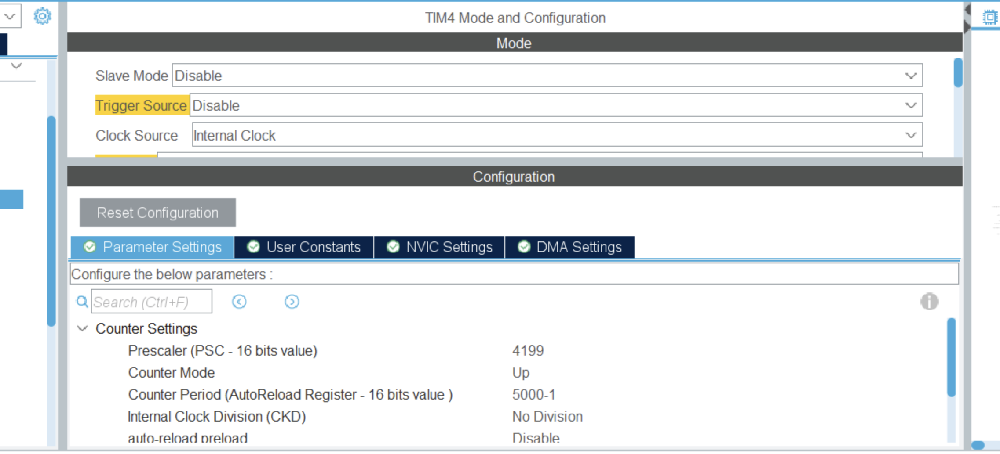 TIM4 Mode and Configuration
Mode
Slave Mode Disable
Trigger Source Disable
Clock Source Internal Clock
Configuration
Reset Configuration
Parameter Settings User Constants NVIC Settings DMA Settings
Configure the below parameters :
Search (Ctrl+F)
Counter Settings
Prescaler (PSC - 16 bits value) 4199
Counter Mode Up
Counter Period (AutoReload Register - 16 bits value ) 5000-1
Internal Clock Division (CKD) No Division
auto-reload preload Disable